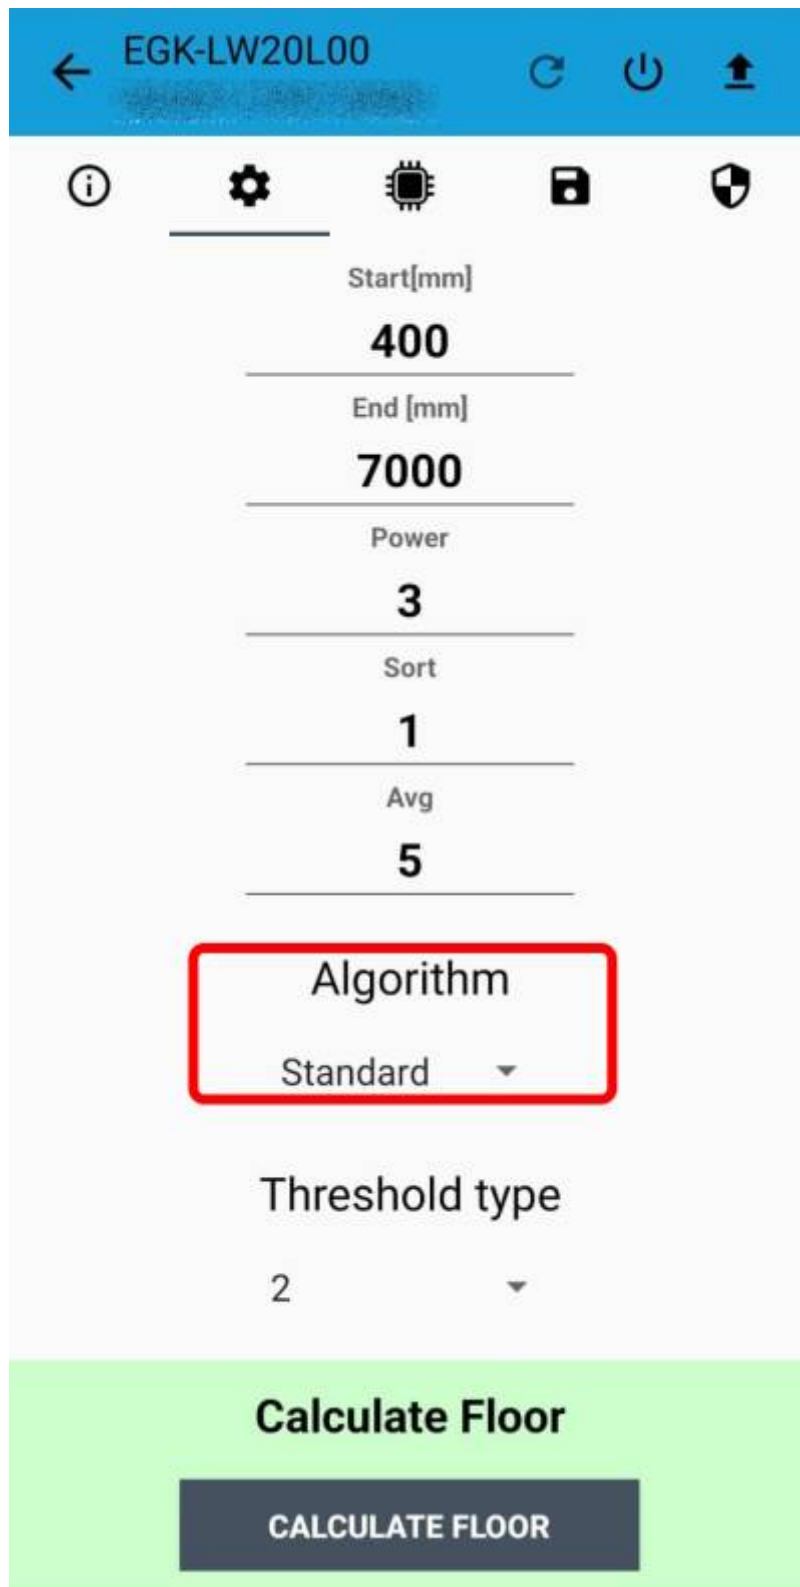 EGK-LW20L00
Start[mm]
400
End [mm]
7000
Power
3
Sort
1
Avg
5
Algorithm
Standard
Threshold type
2
Calculate Floor
CALCULATE FLOOR